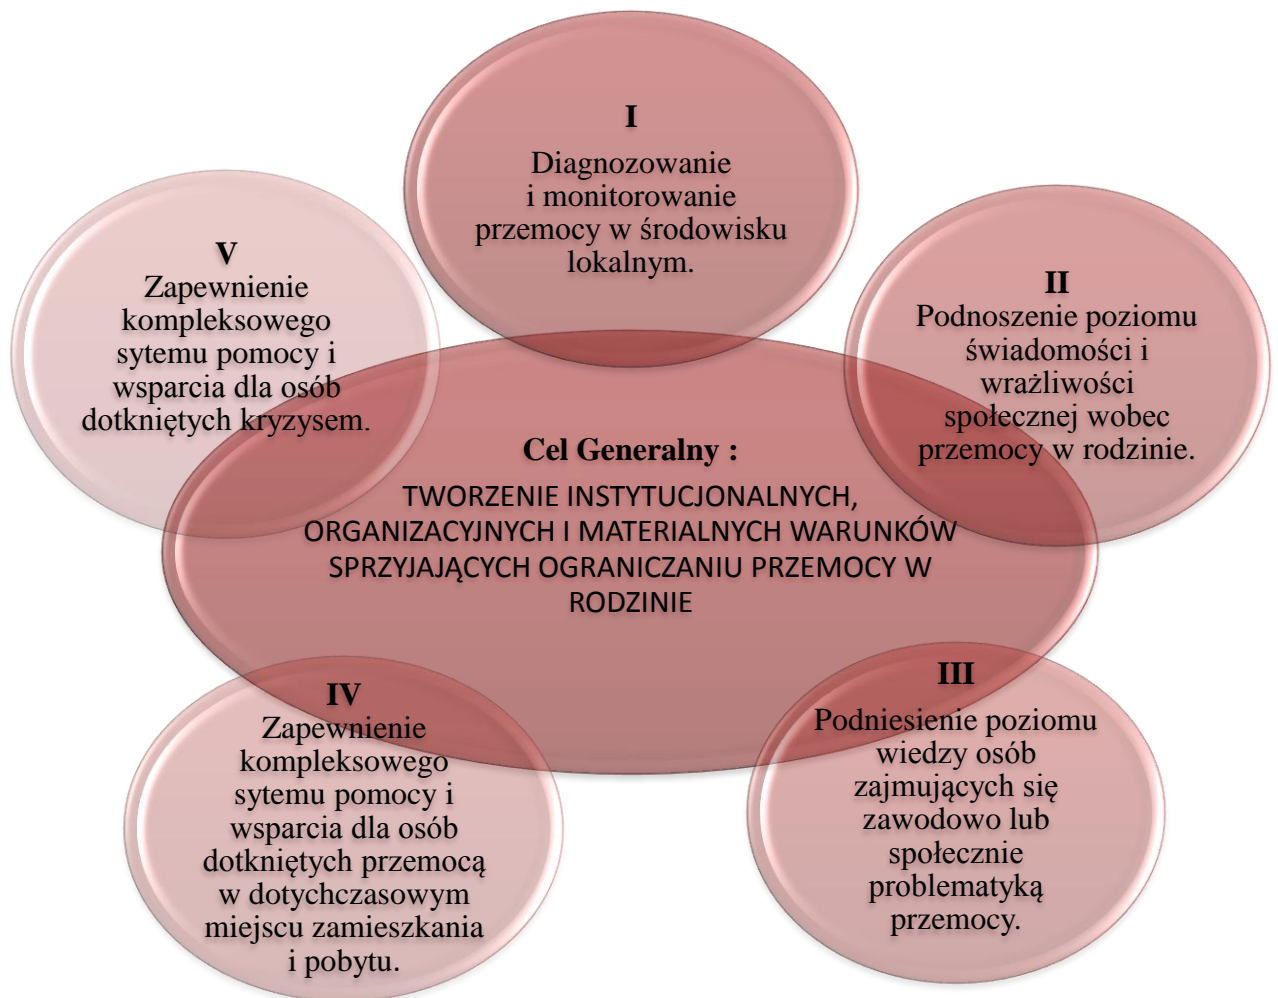 I
Diagnozowanie
i monitorowanie
przemocy w środowisku
lokalnym.
II
Podnoszenie poziomu
świadomości i
wrażliwości
społecznej wobec
przemocy w rodzinie.
III
Podniesienie poziomu
wiedzy osób
zajmujących się
zawodowo lub
społecznie
problematyką
przemocy.
IV
Zapewnienie
kompleksowego
sytemu pomocy i
wsparcia dla osób
dotkniętych przemocą
w dotychczasowym
miejscu zamieszkania
i pobytu.
V
Zapewnienie
kompleksowego
sytemu pomocy i
wsparcia dla osób
dotkniętych kryzysem.
Cel Generalny :
TWORZENIE INSTYTUCJONALNYCH,
ORGANIZACYJNYCH I MATERIALNYCH WARUNKÓW
SPRZYJAJĄCYCH OGRANICZANIU PRZEMOCY W
RODZINIE